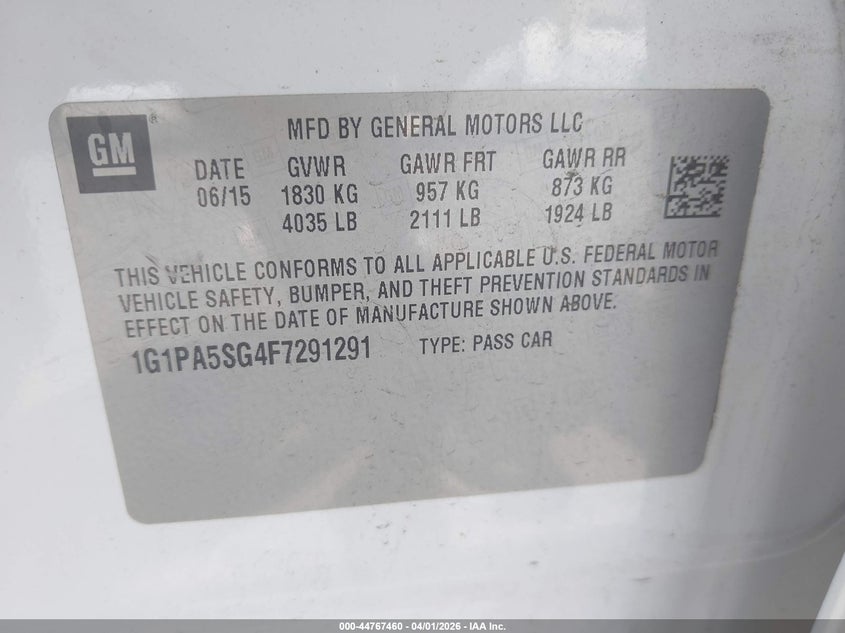 GM ®
MFD BY GENERAL MOTORS LLC
DATE GVWR GAWR FRT GAWR RR
06/15 1830 KG 957 KG 873 KG
4035 LB 2111 LB 1924 LB
THIS VEHICLE CONFORMS TO ALL APPLICABLE U.S. FEDERAL MOTOR
VEHICLE SAFETY, BUMPER, AND THEFT PREVENTION STANDARDS IN
EFFECT ON THE DATE OF MANUFACTURE SHOWN ABOVE.
1G1PA5SG4F7291291 TYPE: PASS CAR
000-44767460 - 04/01/2026 - IAA Inc.